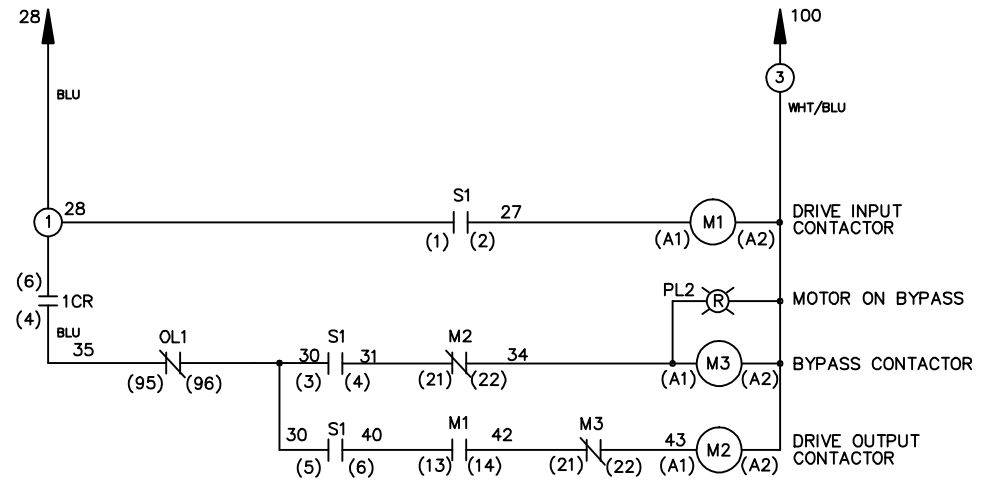 28
100
3
BLU
WHT/BLU
S1
1
28
27
M1
DRIVE INPUT
CONTACTOR
(1) (2)
(A1) (A2)
(6)
1CR
PL2
R
MOTOR ON BYPASS
(4)
BLU
35
OL1
S1
M2
30
31
34
M3
BYPASS CONTACTOR
(95) (96)
(3) (4)
(21) (22)
(A1) (A2)
S1
M1
M3
30
40
42
43
M2
DRIVE OUTPUT
CONTACTOR
(5) (6)
(13) (14)
(21) (22)
(A1) (A2)